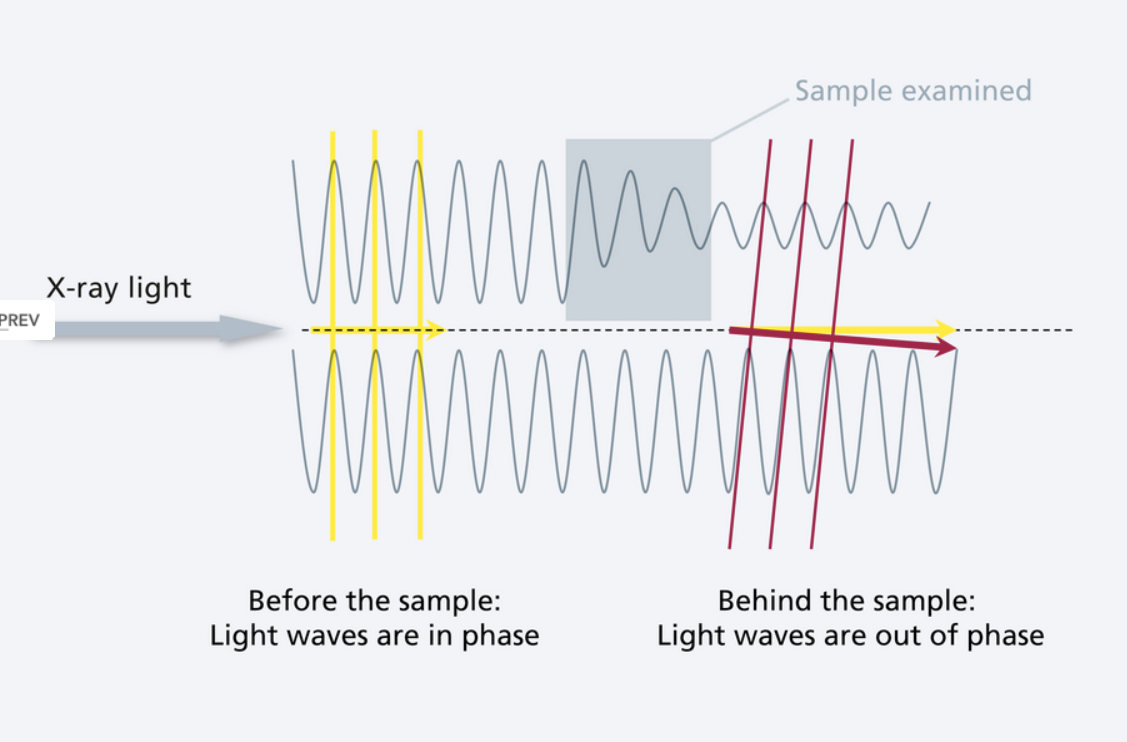 Sample examined
X-ray light
PREV
Before the sample:
Light waves are in phase
Behind the sample:
Light waves are out of phase